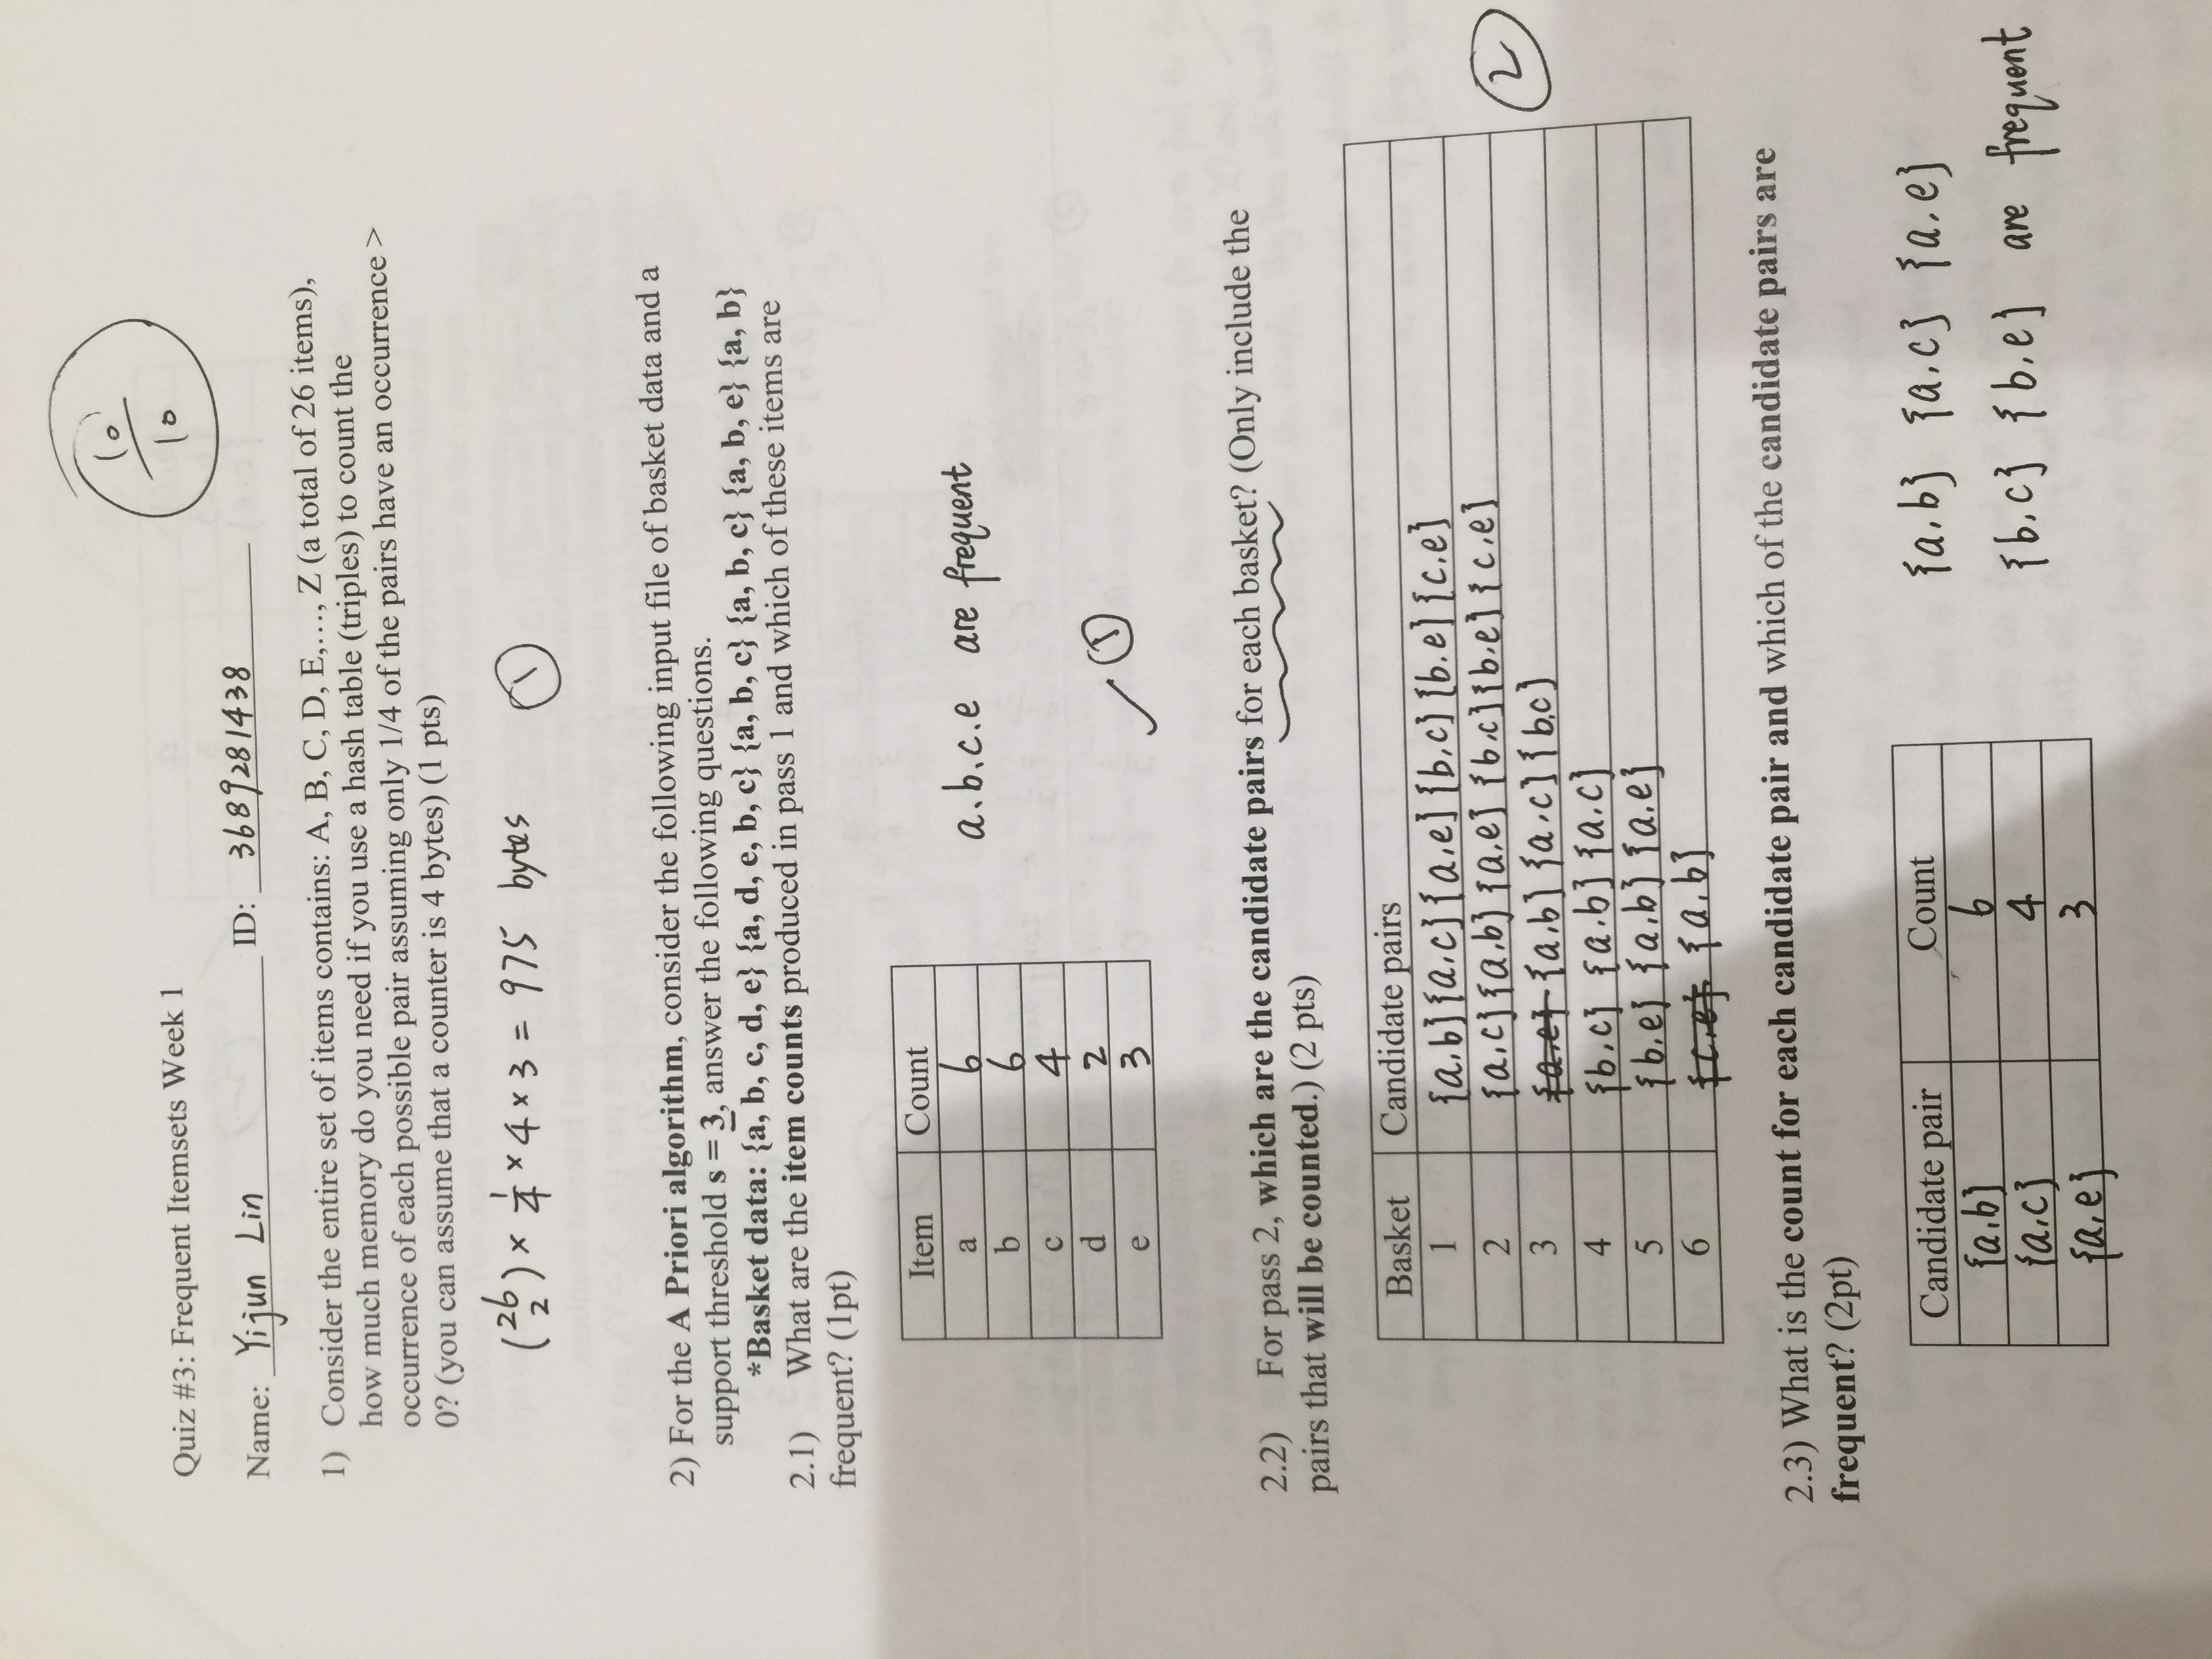 10
10
Quiz #3: Frequent Itemsets Week 1
Name: Yijun Lin ID: 3689281438
1) Consider the entire set of items contains: A, B, C, D, E,…, Z (a total of 26 items),
how much memory do you need if you use a hash table (triples) to count the
occurrence of each possible pair assuming only 1/4 of the pairs have an occurrence >
0? (you can assume that a counter is 4 bytes) (1 pts)
(26 2) × 1/4 × 4 × 3 = 975 bytes ①
2) For the A Priori algorithm, consider the following input file of basket data and a
support threshold s = 3, answer the following questions.
*Basket data: {a, b, c, d, e} {a, d, e, b, c} {a, b, c} {a, b, c} {a, b, e} {a, b}
2.1) What are the item counts produced in pass 1 and which of these items are
frequent? (1pt)
Item Count
a 6
b 6
c 4
d 2
e 3
a.b.c.e are frequent
✓ ①
2.2) For pass 2, which are the candidate pairs for each basket? (Only include the
pairs that will be counted.) (2 pts)
Basket Candidate pairs
1 {a,b} {a,c} {a,e} {b,c} {b,e} {c,e}
2 {a,c} {a,b} {a,e} {b,c} {b,e} {c,e}
3 {a,e} {a,b} {a,c} {b,c}
4 {b,c} {a,b} {a,c}
5 {b,e} {a,b} {a,e}
6 {c,e} {a,b}
②
2.3) What is the count for each candidate pair and which of the candidate pairs are
frequent? (2pt)
Candidate pair Count
{a,b} 6
{a,c} 4
{a,e} 3
{a,b} {a,c} {a,e}
{b,c} {b,e} are frequent